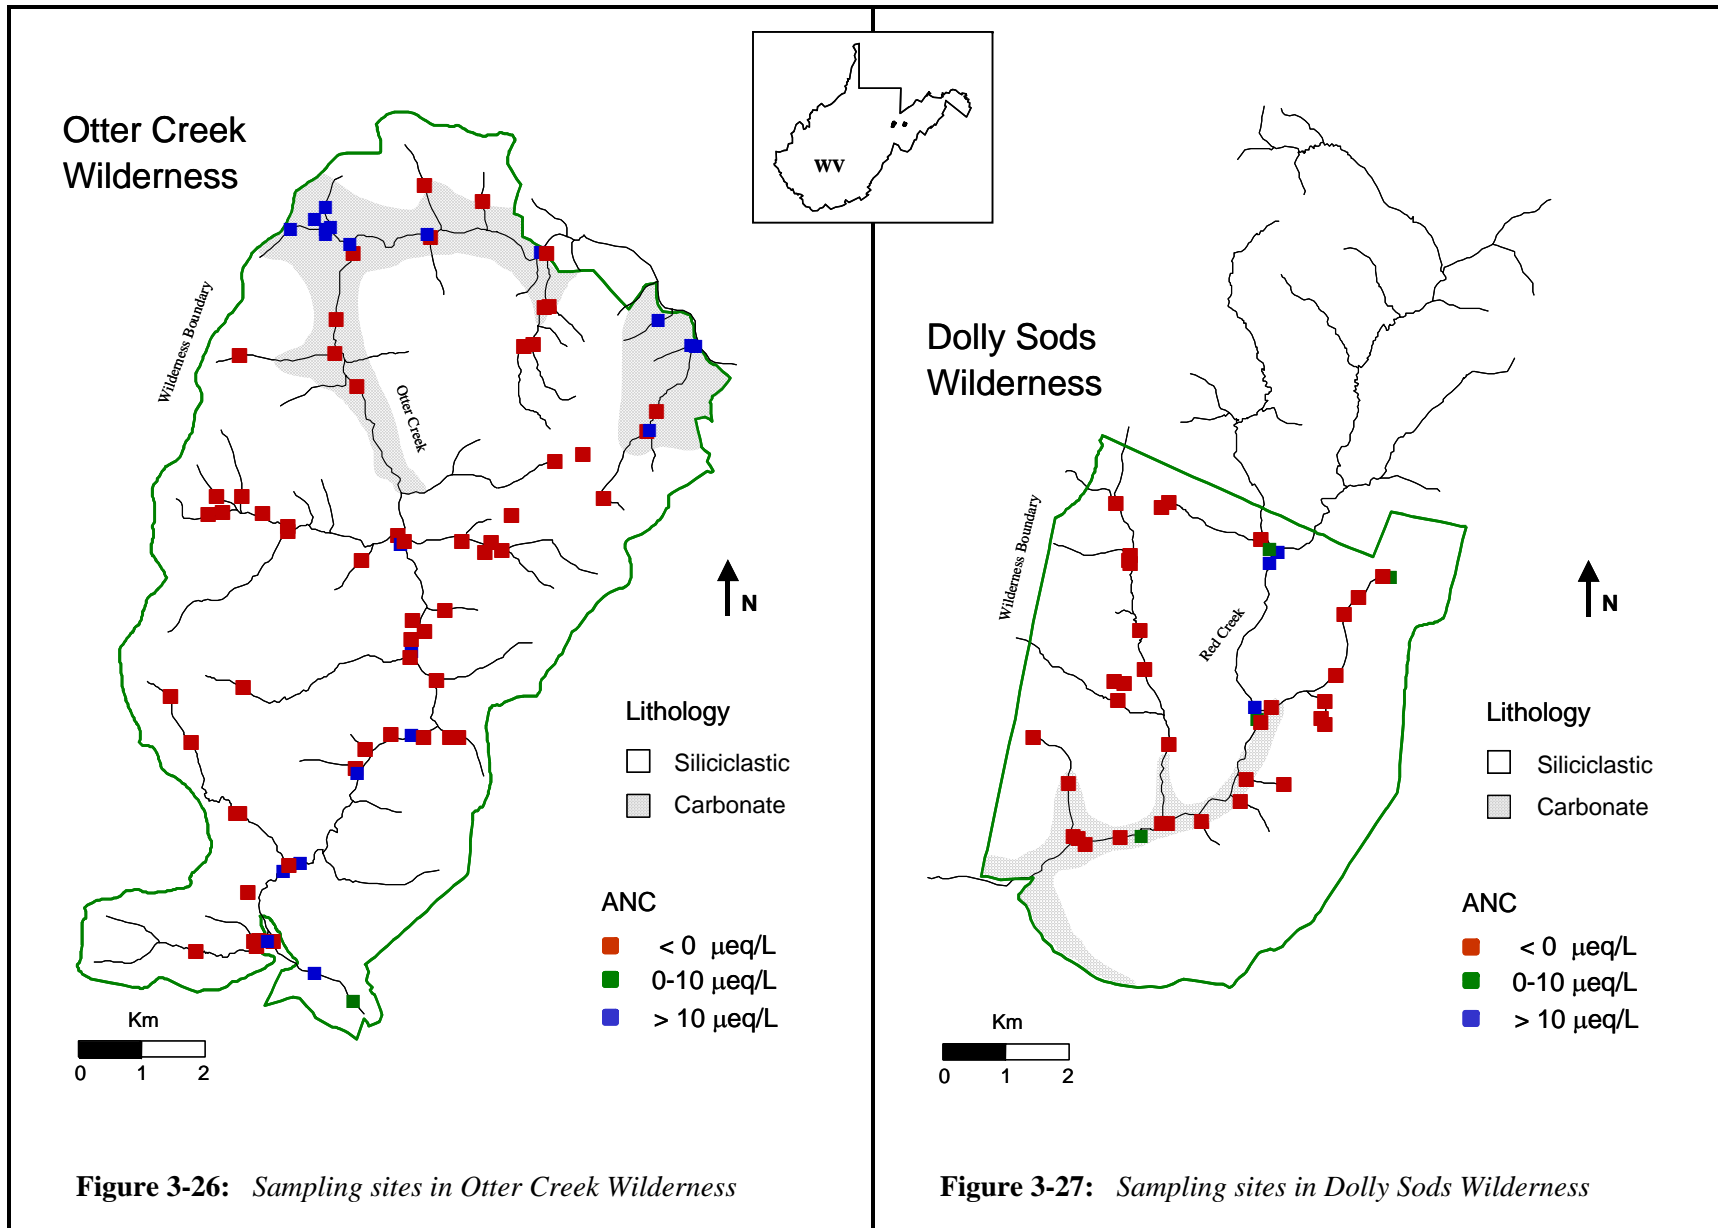 Otter Creek
Wilderness
Wilderness Boundary
Otter Creek
N
Lithology
Siliciclastic
Carbonate
ANC
< 0 μeq/L
0-10 μeq/L
> 10 μeq/L
Km
0 1 2
Figure 3-26: Sampling sites in Otter Creek Wilderness
WV
Dolly Sods
Wilderness
Wilderness Boundary
Red Creek
N
Lithology
Siliciclastic
Carbonate
ANC
< 0 μeq/L
0-10 μeq/L
> 10 μeq/L
Km
0 1 2
Figure 3-27: Sampling sites in Dolly Sods Wilderness